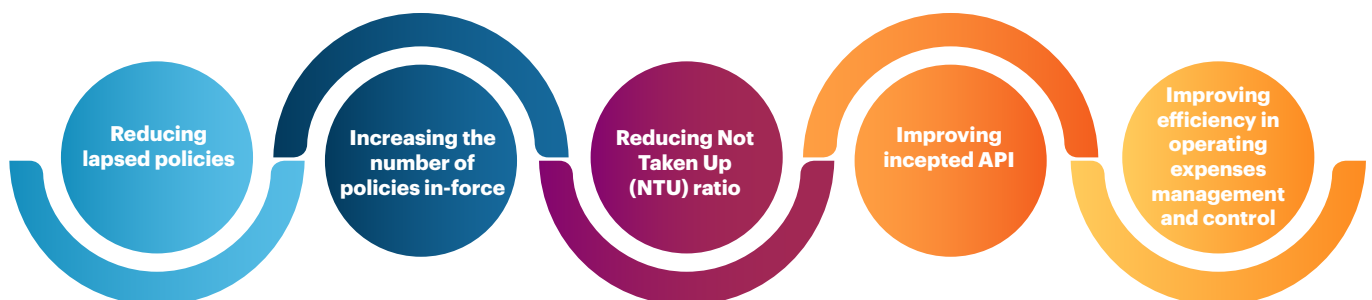 Reducing
lapsed policies
Increasing the
number of
policies in-force
Reducing Not
Taken Up
(NTU) ratio
Improving
incepted API
Improving
efficiency in
operating
expenses
management
and control